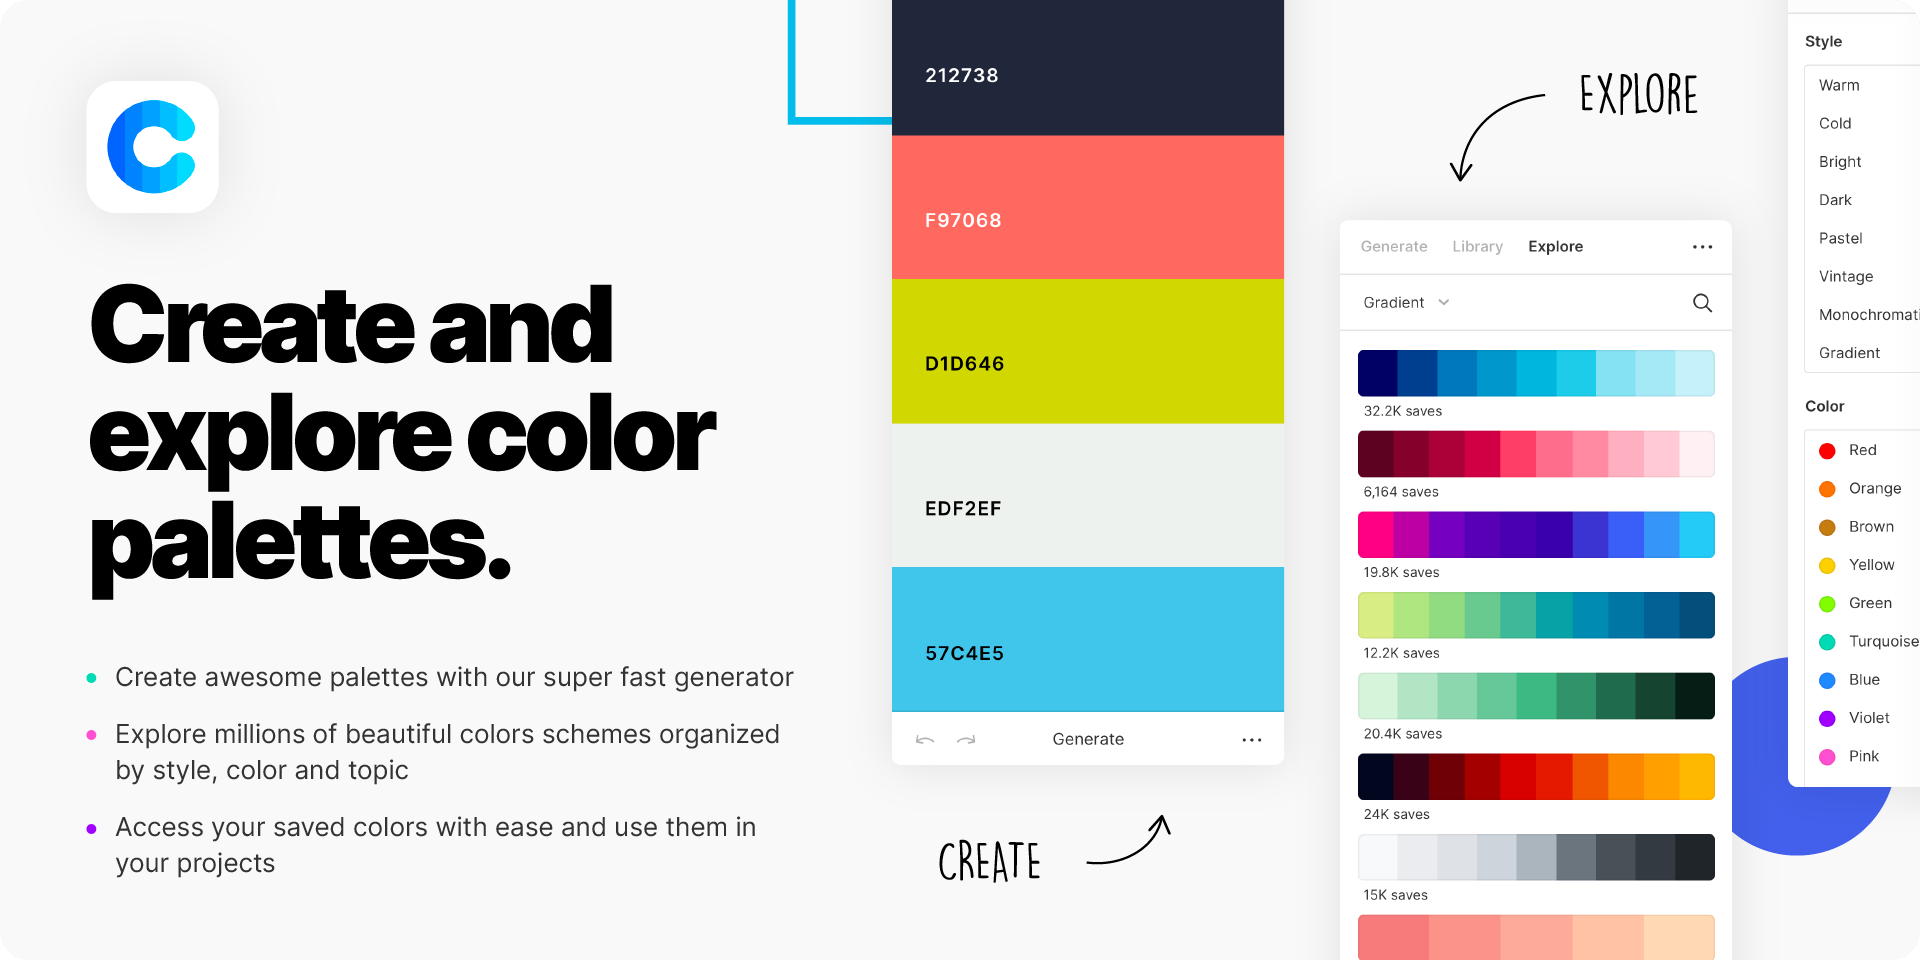 Create and
explore color
palettes.
Create awesome palettes with our super fast generator
Explore millions of beautiful colors schemes organized
by style, color and topic
Access your saved colors with ease and use them in
your projects
212738
F97068
D1D646
EDF2EF
57C4E5
Generate
CREATE
EXPLORE
Generate Library Explore
Gradient
32.2K saves
6,164 saves
19.8K saves
12.2K saves
20.4K saves
24K saves
15K saves
Style
Warm
Cold
Bright
Dark
Pastel
Vintage
Monochromati
Gradient
Color
Red
Orange
Brown
Yellow
Green
Turquoise
Blue
Violet
Pink